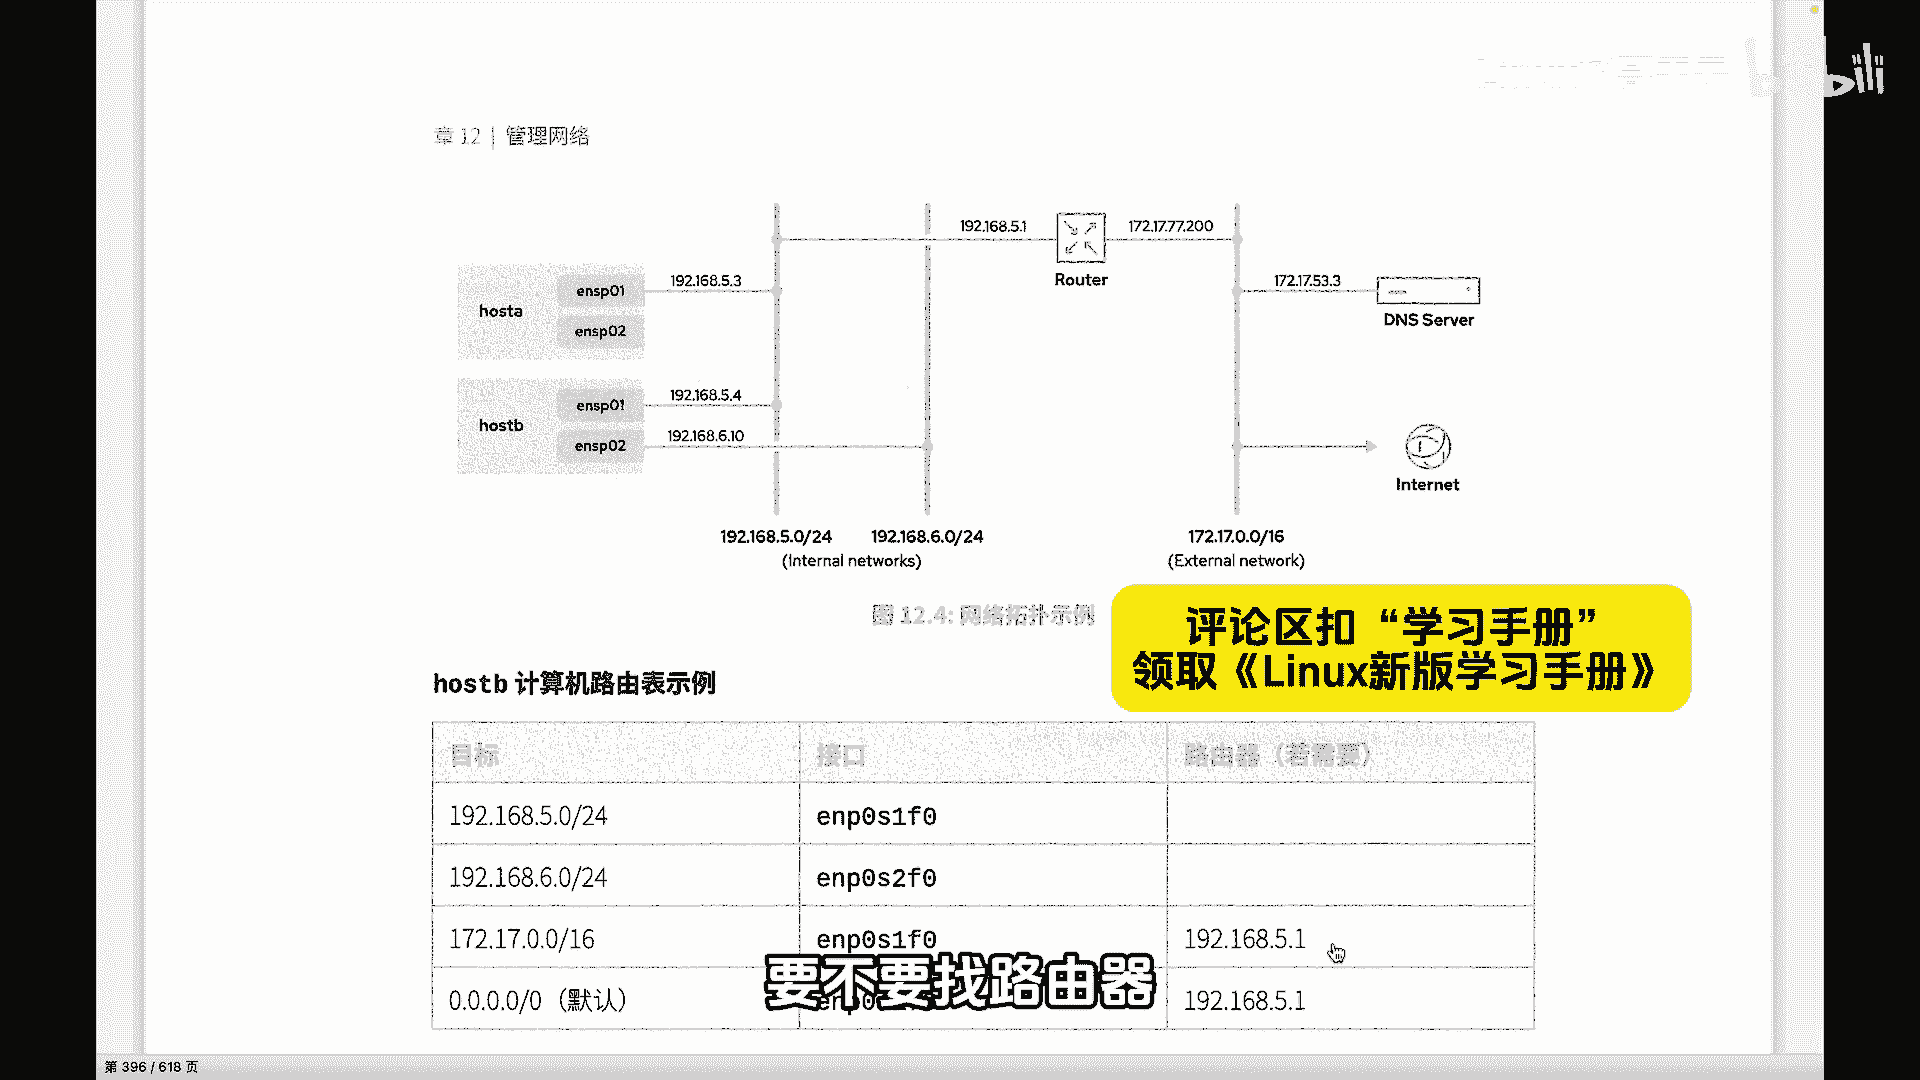 bili
章 12 | 管理网络
192.168.5.1
172.17.77.200
Router
192.168.5.3
172.17.53.3
ensp01
hosta
ensp02
DNS Server
192.168.5.4
ensp01
hostb
192.168.6.10
ensp02
Internet
192.168.5.0/24
192.168.6.0/24
(Internal networks)
172.17.0.0/16
(External network)
图 12.4: 网络拓扑示例
评论区扣“学习手册”
领取《Linux新版学习手册》
hostb 计算机路由表示例
目标 接口 路由器（若需要）
192.168.5.0/24 enp0s1f0
192.168.6.0/24 enp0s2f0
172.17.0.0/16 enp0s1f0 192.168.5.1
0.0.0.0/0（默认） 192.168.5.1
要不要找路由器
第 396 / 618 页